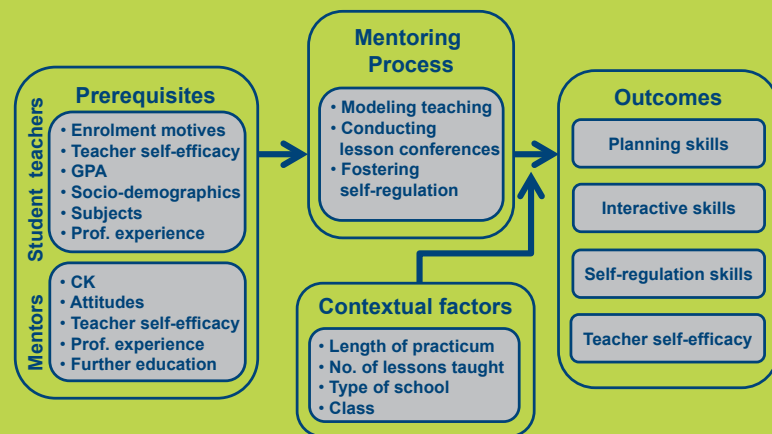 Prerequisites
Student teachers
• Enrolment motives
• Teacher self-efficacy
• GPA
• Socio-demographics
• Subjects
• Prof. experience
Mentors
• CK
• Attitudes
• Teacher self-efficacy
• Prof. experience
• Further education
Mentoring
Process
• Modeling teaching
• Conducting
lesson conferences
• Fostering
self-regulation
Contextual factors
• Length of practicum
• No. of lessons taught
• Type of school
• Class
Outcomes
Planning skills
Interactive skills
Self-regulation skills
Teacher self-efficacy